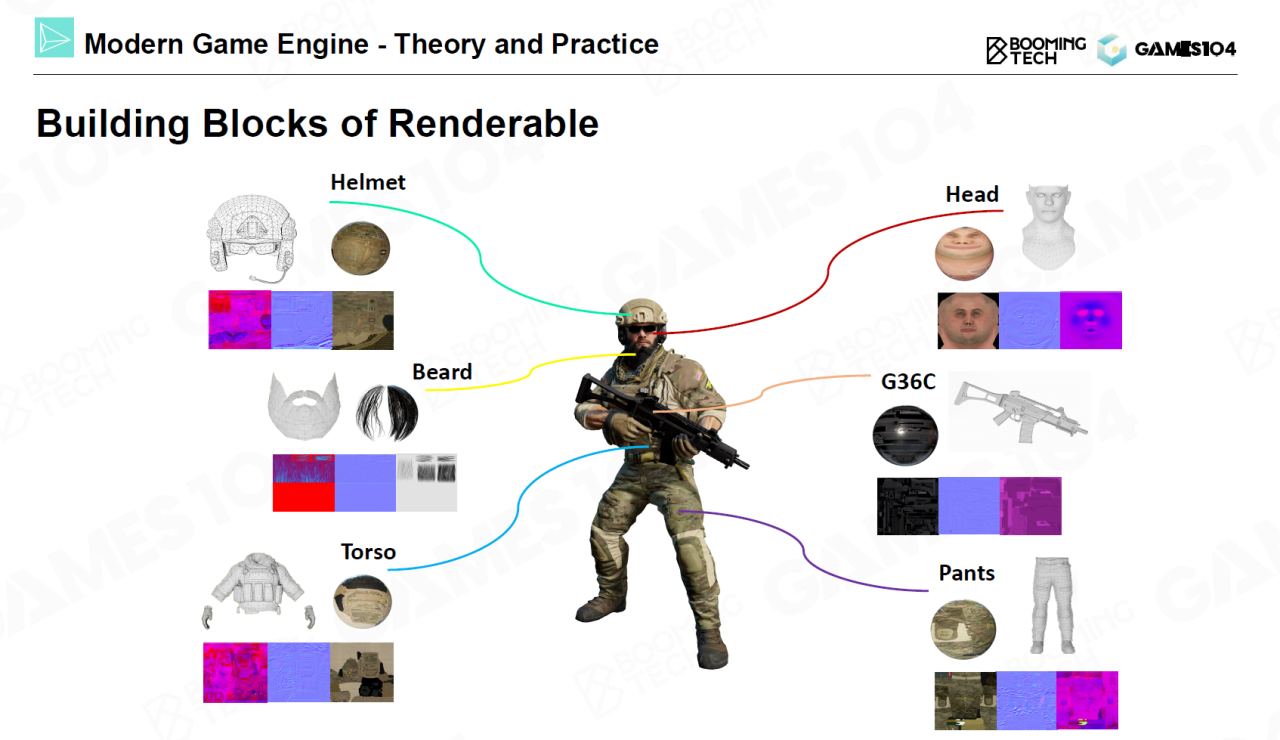 Modern Game Engine - Theory and Practice
BOOMING
TECH
GAMES104
Building Blocks of Renderable
Helmet
Head
Beard
G36C
Torso
Pants